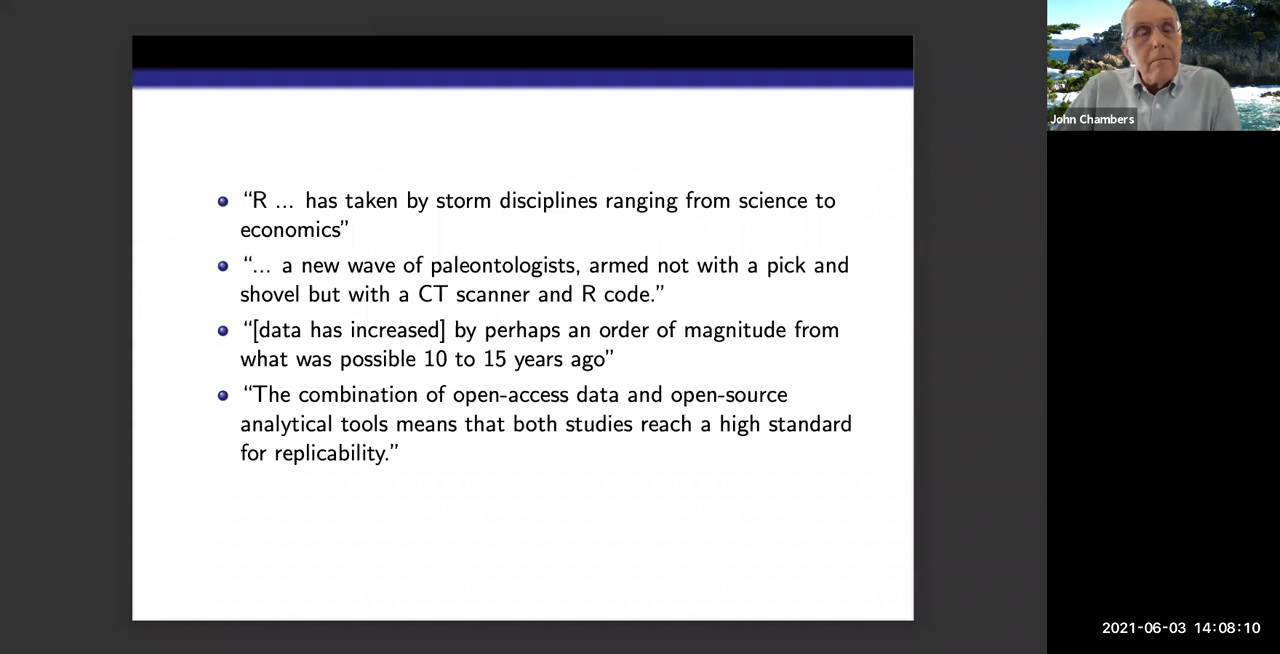 “R ... has taken by storm disciplines ranging from science to
economics”
“... a new wave of paleontologists, armed not with a pick and
shovel but with a CT scanner and R code.”
“[data has increased] by perhaps an order of magnitude from
what was possible 10 to 15 years ago”
“The combination of open-access data and open-source
analytical tools means that both studies reach a high standard
for replicability.”
John Chambers
2021-06-03 14:08:10